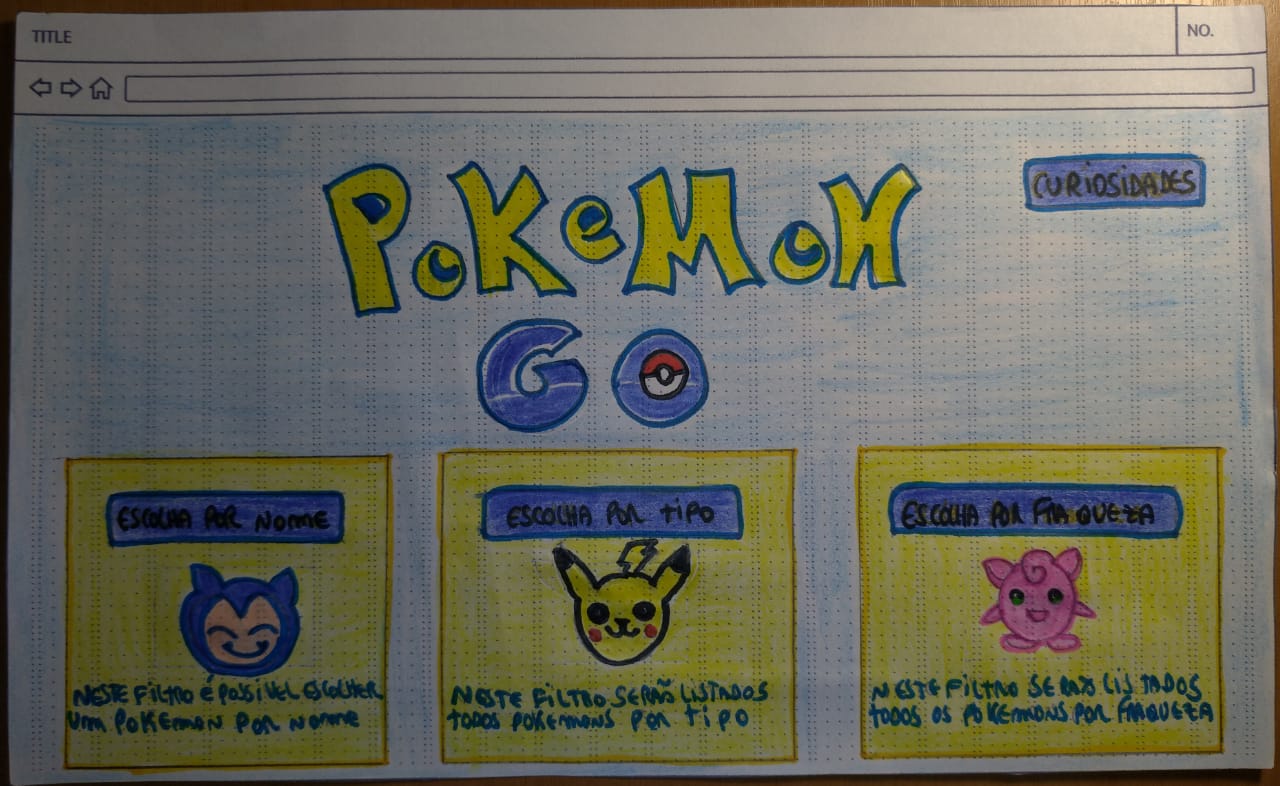 TITLE
NO.
POKeMON
CURIOSIDADES
GO
ESCOLHA POR NOME
ESCOLHA POR TIPO
ESCOLHA POR FRAQUEZA
NESTE FILTRO É POSSIVEL ESCOLHER
UM POKEMON POR NOME
NESTE FILTRO SERÃO LISTADOS
TODOS POKEMONS POR TIPO
NESTE FILTRO SERÃO LISTADOS
TODOS OS POKEMONS POR FRAQUEZA